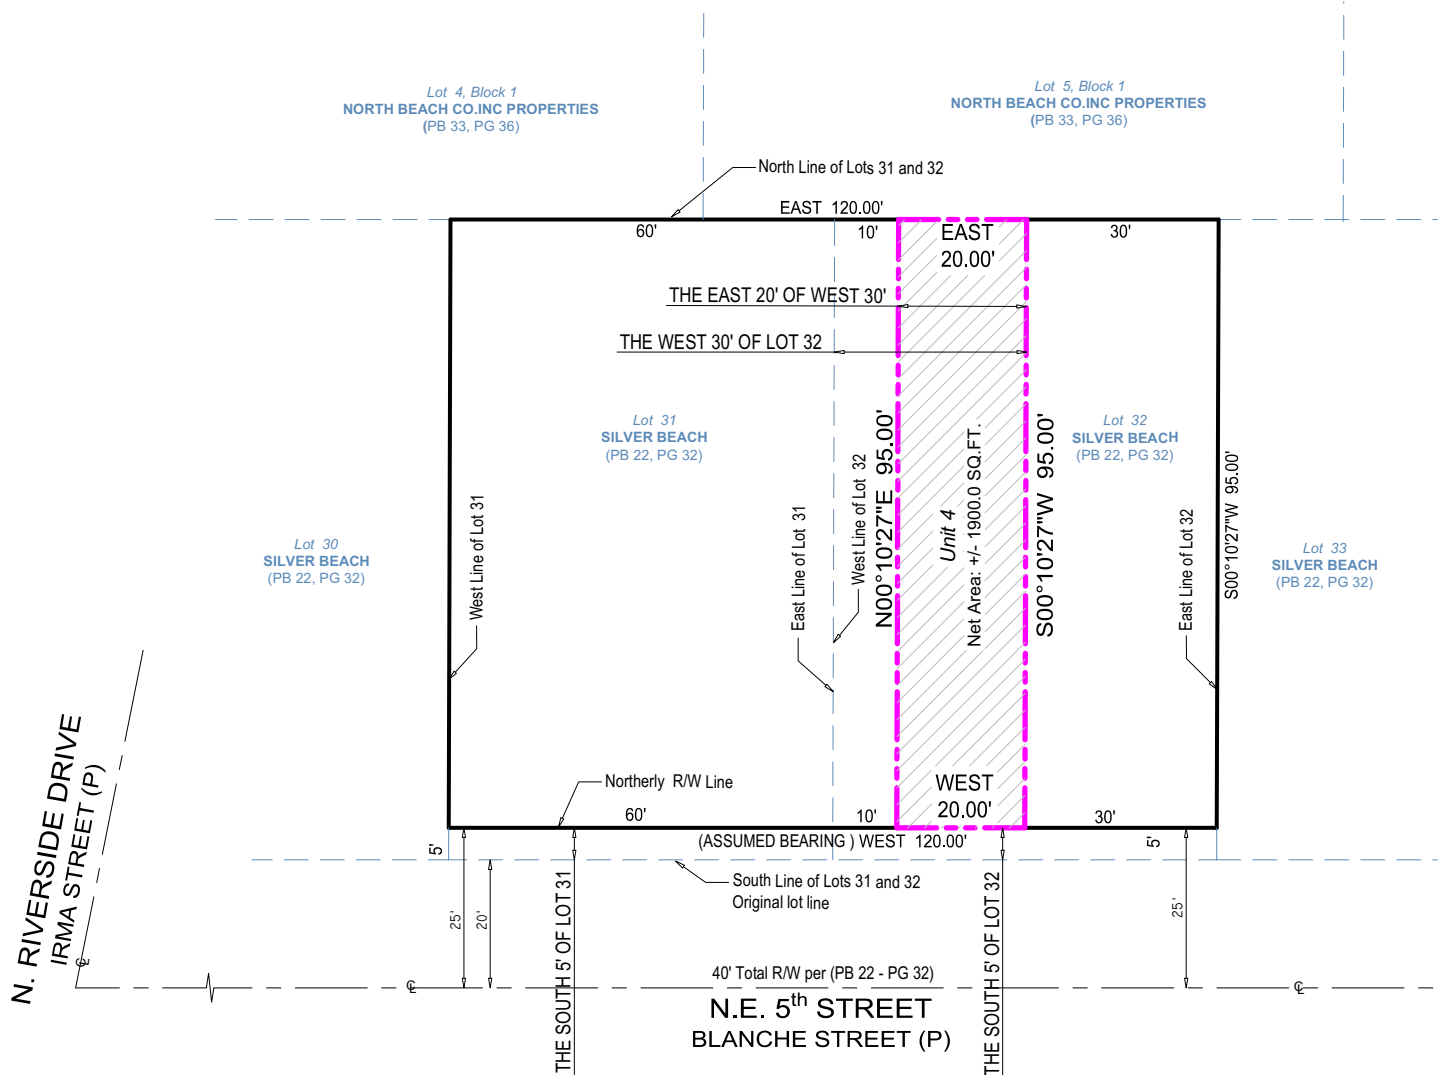 Lot 4, Block 1
NORTH BEACH CO.INC PROPERTIES
(PB 33, PG 36)
Lot 5, Block 1
NORTH BEACH CO.INC PROPERTIES
(PB 33, PG 36)
North Line of Lots 31 and 32
EAST 120.00'
60'
10'
EAST
20.00'
30'
THE EAST 20' OF WEST 30'
THE WEST 30' OF LOT 32
Lot 31
SILVER BEACH
(PB 22, PG 32)
Lot 32
SILVER BEACH
(PB 22, PG 32)
Lot 30
SILVER BEACH
(PB 22, PG 32)
Lot 33
SILVER BEACH
(PB 22, PG 32)
West Line of Lot 31
East Line of Lot 31
West Line of Lot 32
N00°10'27"E 95.00'
Unit 4
Net Area: +/- 1900.0 SQ.FT.
S00°10'27"W 95.00'
East Line of Lot 32
S00°10'27"W 95.00'
Northerly R/W Line
60'
10'
WEST
20.00'
30'
(ASSUMED BEARING ) WEST 120.00'
5'
5'
South Line of Lots 31 and 32
Original lot line
25'
20'
THE SOUTH 5' OF LOT 31
THE SOUTH 5' OF LOT 32
25'
N. RIVERSIDE DRIVE
IRMA STREET (P)
℄
℄
℄
40' Total R/W per (PB 22 - PG 32)
N.E. 5th STREET
BLANCHE STREET (P)